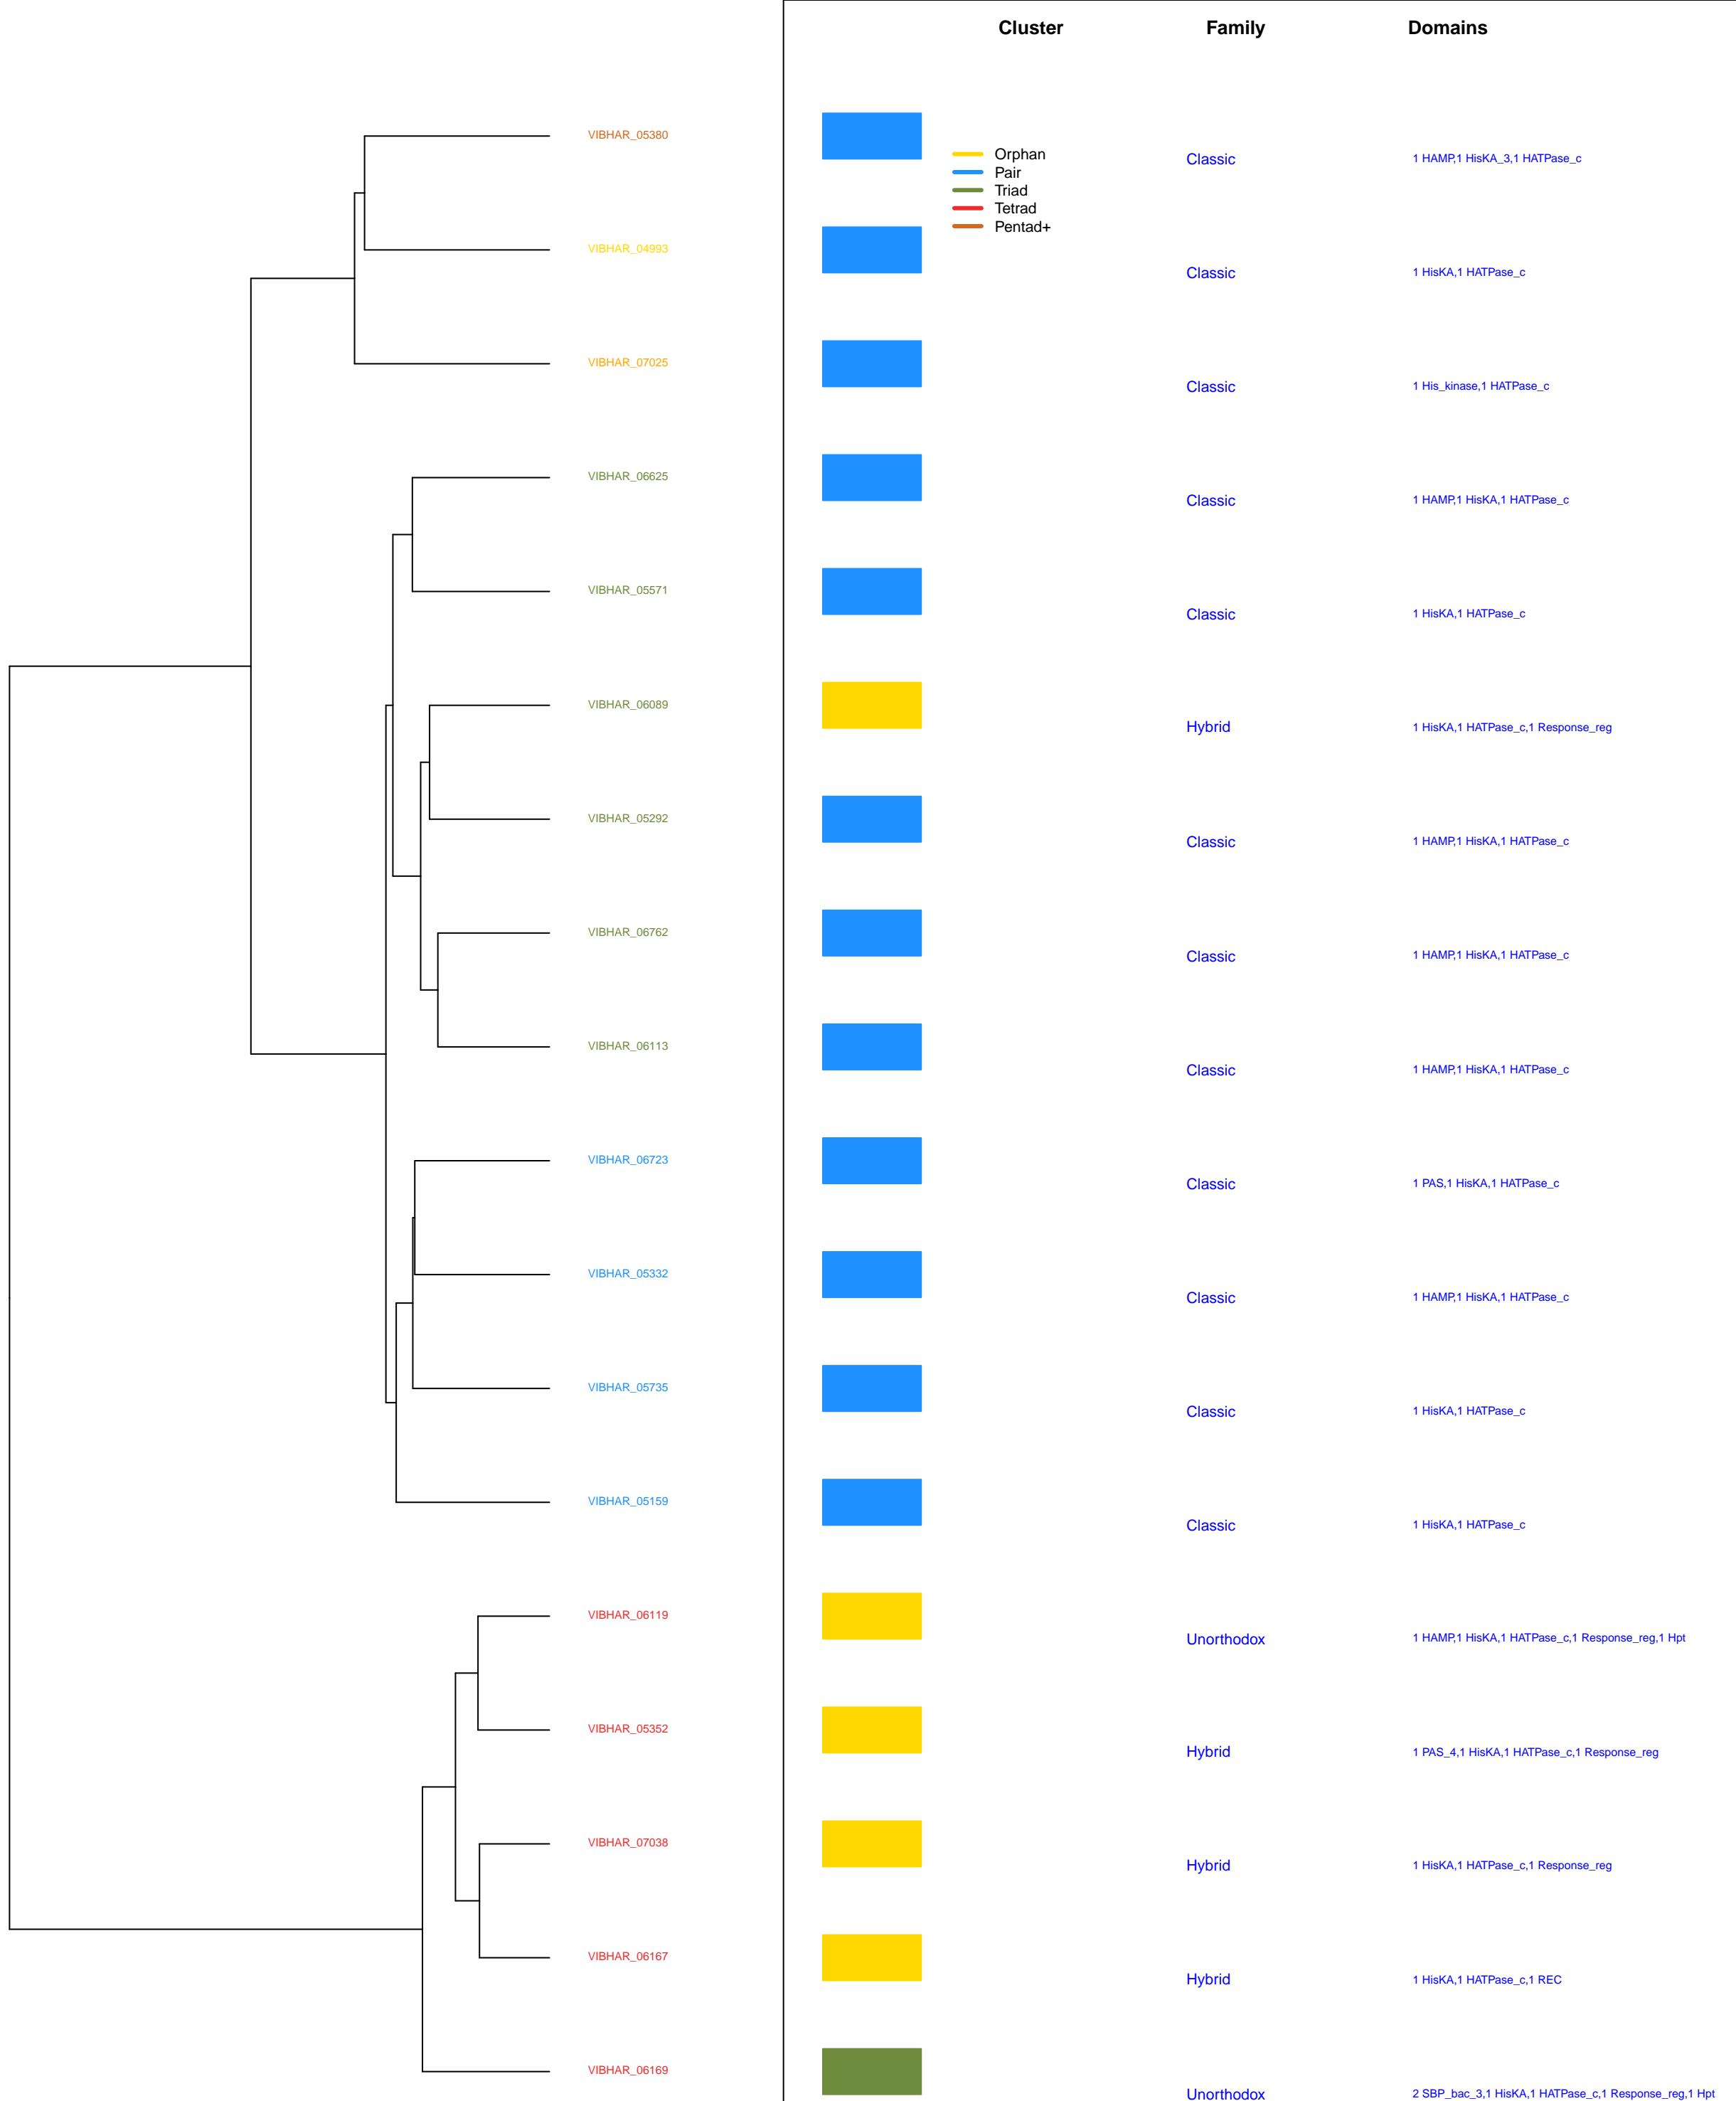 Cluster Family Domains
VIBHAR_05380
Orphan
Classic 1 HAMP,1 HisKA_3,1 HATPase_c
Pair
Triad
Tetrad
Pentad+
VIBHAR_04993
Classic 1 HisKA,1 HATPase_c
VIBHAR_07025
Classic 1 His_kinase,1 HATPase_c
VIBHAR_06625
Classic 1 HAMP,1 HisKA,1 HATPase_c
VIBHAR_05571
Classic 1 HisKA,1 HATPase_c
VIBHAR_06089
Hybrid 1 HisKA,1 HATPase_c,1 Response_reg
VIBHAR_05292
Classic 1 HAMP,1 HisKA,1 HATPase_c
VIBHAR_06762
Classic 1 HAMP,1 HisKA,1 HATPase_c
VIBHAR_06113
Classic 1 HAMP,1 HisKA,1 HATPase_c
VIBHAR_06723
Classic 1 PAS,1 HisKA,1 HATPase_c
VIBHAR_05332
Classic 1 HAMP,1 HisKA,1 HATPase_c
VIBHAR_05735
Classic 1 HisKA,1 HATPase_c
VIBHAR_05159
Classic 1 HisKA,1 HATPase_c
VIBHAR_06119
Unorthodox 1 HAMP,1 HisKA,1 HATPase_c,1 Response_reg,1 Hpt
VIBHAR_05352
Hybrid 1 PAS_4,1 HisKA,1 HATPase_c,1 Response_reg
VIBHAR_07038
Hybrid 1 HisKA,1 HATPase_c,1 Response_reg
VIBHAR_06167
Hybrid 1 HisKA,1 HATPase_c,1 REC
VIBHAR_06169
Unorthodox 2 SBP_bac_3,1 HisKA,1 HATPase_c,1 Response_reg,1 Hpt